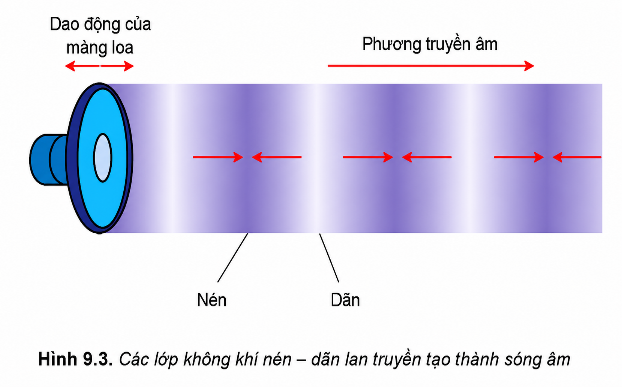 Dao động của
màng loa
Phương truyền âm
Nén
Dãn
Hình 9.3. Các lớp không khí nén – dãn lan truyền tạo thành sóng âm